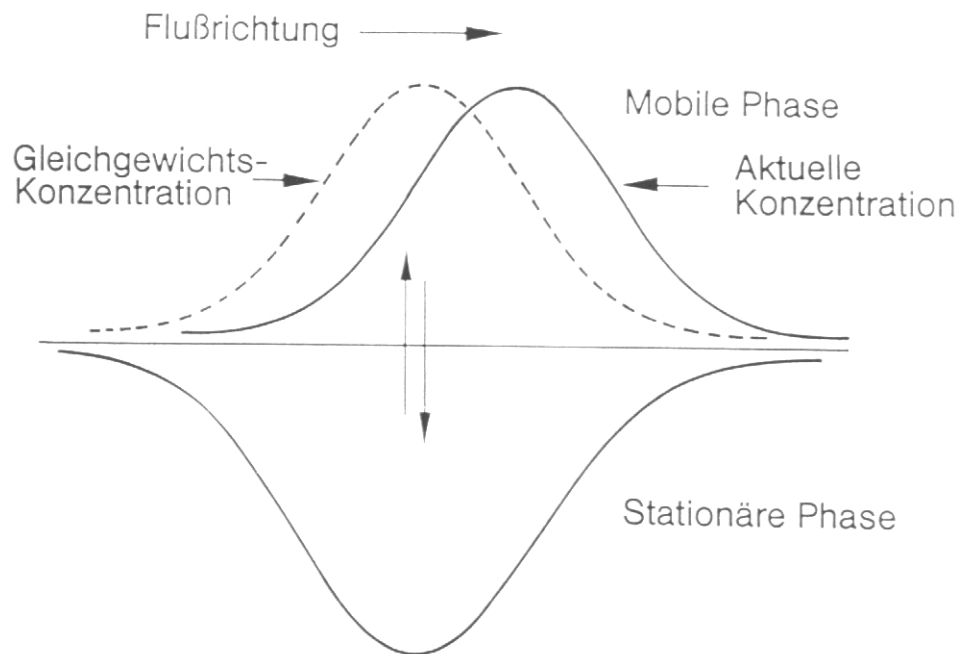 Flußrichtung
Mobile Phase
Gleichgewichts-
Konzentration
Aktuelle
Konzentration
Stationäre Phase